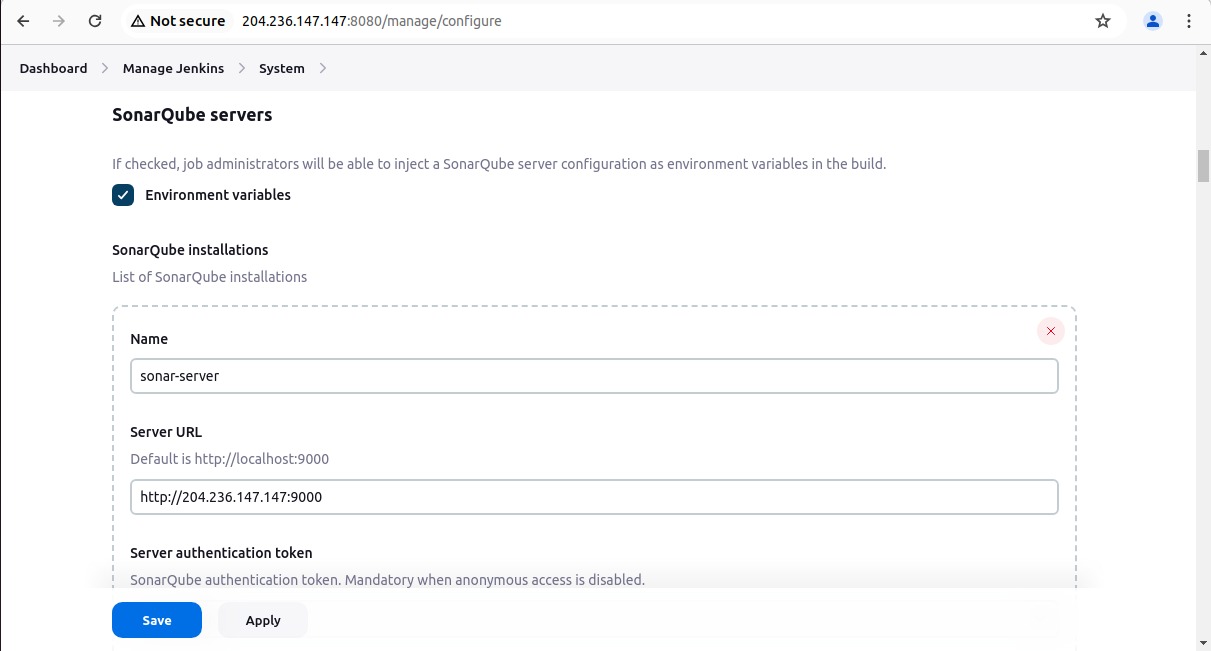 Not secure 204.236.147.147:8080/manage/configure
Dashboard Manage Jenkins System
SonarQube servers
If checked, job administrators will be able to inject a SonarQube server configuration as environment variables in the build.
Environment variables
SonarQube installations
List of SonarQube installations
Name
sonar-server
Server URL
Default is http://localhost:9000
http://204.236.147.147:9000
Server authentication token
SonarQube authentication token. Mandatory when anonymous access is disabled.
Save Apply